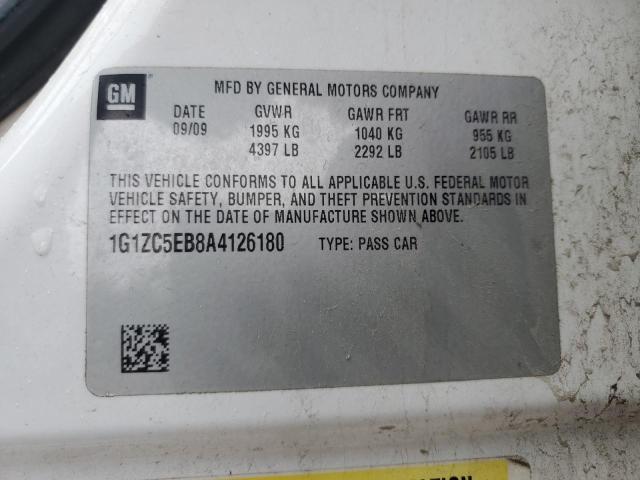 GM
MFD BY GENERAL MOTORS COMPANY
DATE GVWR GAWR FRT GAWR RR
09/09 1995 KG 1040 KG 955 KG
4397 LB 2292 LB 2105 LB
THIS VEHICLE CONFORMS TO ALL APPLICABLE U.S. FEDERAL MOTOR
VEHICLE SAFETY, BUMPER, AND THEFT PREVENTION STANDARDS IN
EFFECT ON THE DATE OF MANUFACTURE SHOWN ABOVE.
1G1ZC5EB8A4126180 TYPE: PASS CAR